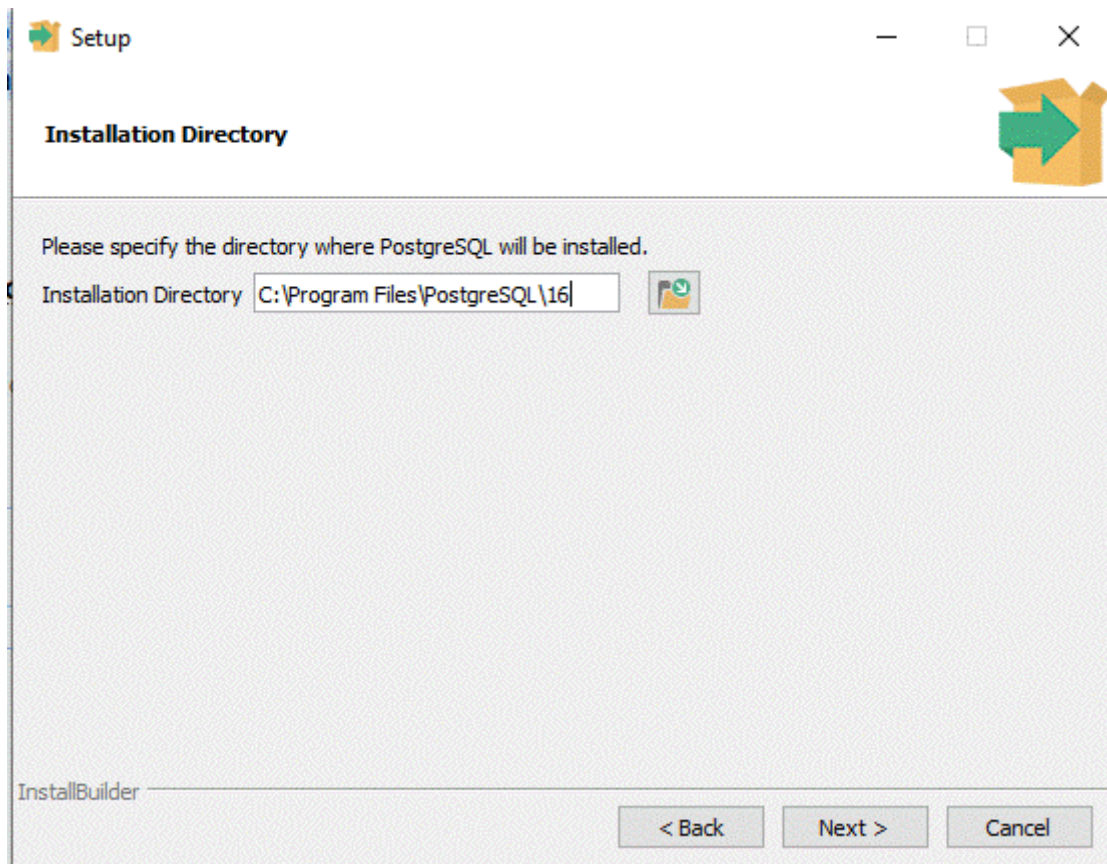 Setup
Installation Directory
Please specify the directory where PostgreSQL will be installed.
Installation Directory C:\Program Files\PostgreSQL\16
InstallBuilder
< Back Next > Cancel